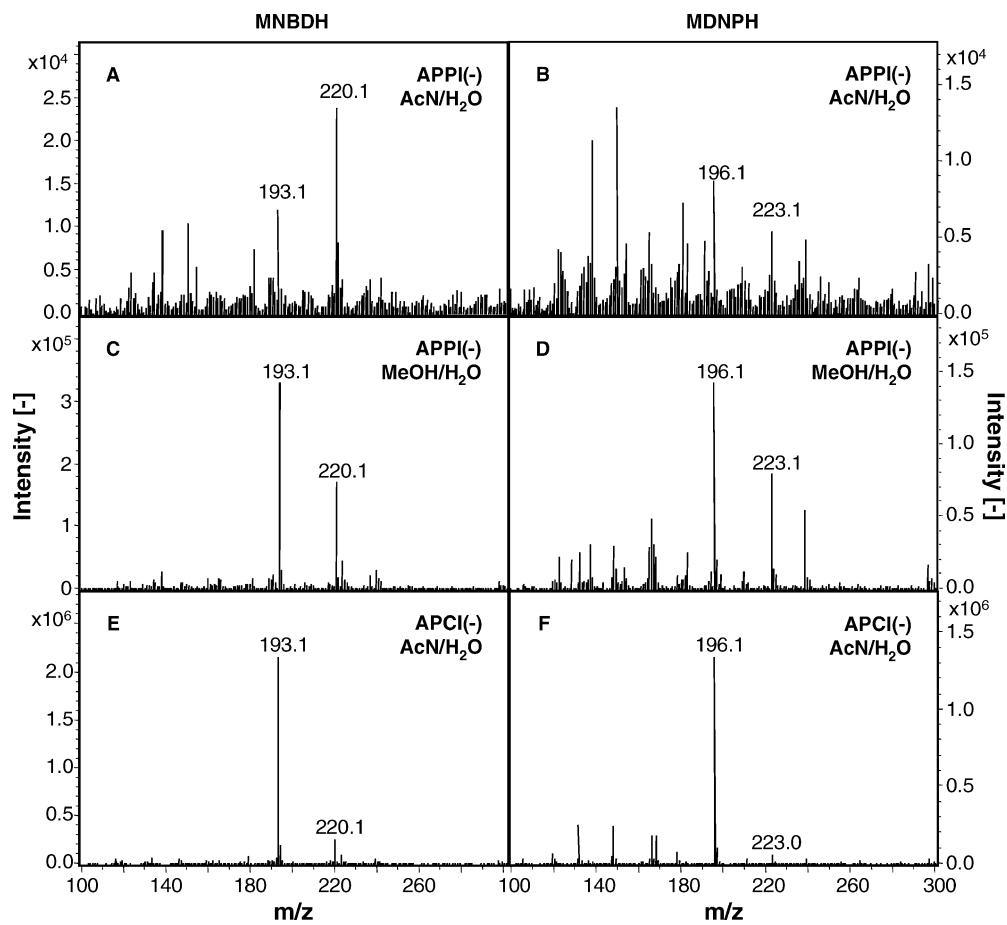 MNBDH
MDNPH
x10⁴
A
APPI(-)
AcN/H₂O
220.1
193.1
2.5
2.0
1.5
1.0
0.5
0.0
B
APPI(-)
AcN/H₂O
196.1
223.1
x10⁴
1.5
1.0
0.5
0.0
x10⁵
C
APPI(-)
MeOH/H₂O
193.1
220.1
3
2
1
0
D
APPI(-)
MeOH/H₂O
196.1
223.1
x10⁵
1.5
1.0
0.5
0.0
Intensity [-]
Intensity [-]
x10⁶
E
APCI(-)
AcN/H₂O
193.1
220.1
2.0
1.5
1.0
0.5
0.0
F
APCI(-)
AcN/H₂O
196.1
223.0
x10⁶
1.5
1.0
0.5
0.0
100 140 180 220 260 100 140 180 220 260 300
m/z
m/z